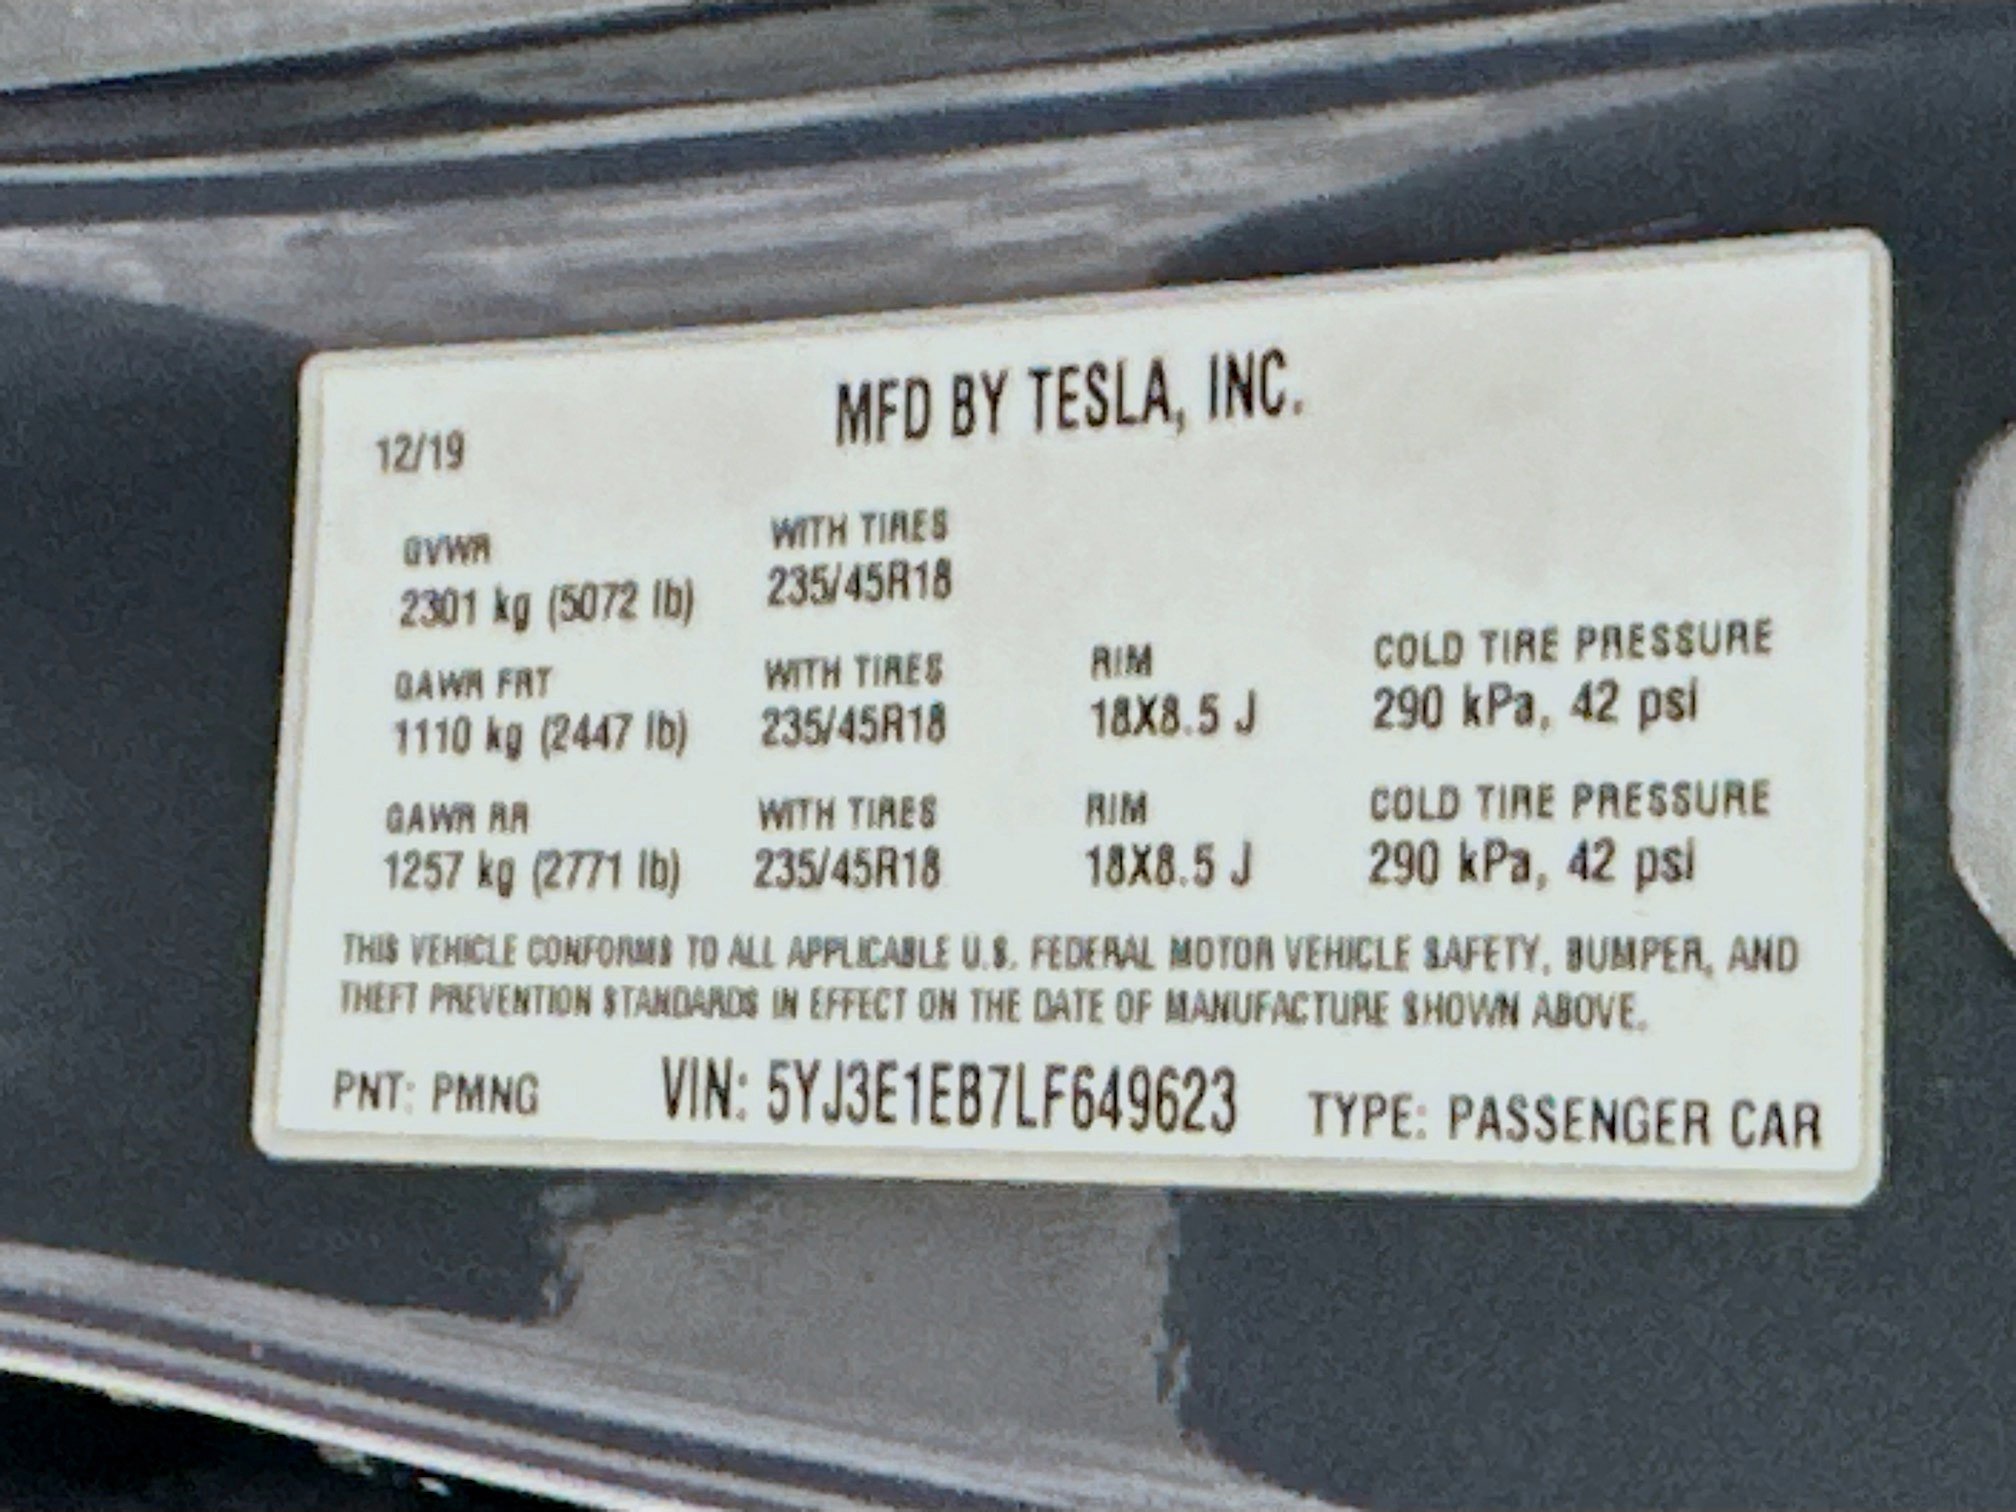 MFD BY TESLA, INC.
12/19
GVWR WITH TIRES
2301 kg (5072 lb) 235/45R18
GAWR FRT WITH TIRES RIM COLD TIRE PRESSURE
1110 kg (2447 lb) 235/45R18 18X8.5 J 290 kPa, 42 psi
GAWR RR WITH TIRES RIM COLD TIRE PRESSURE
1257 kg (2771 lb) 235/45R18 18X8.5 J 290 kPa, 42 psi
THIS VEHICLE CONFORMS TO ALL APPLICABLE U.S. FEDERAL MOTOR VEHICLE SAFETY, BUMPER, AND
THEFT PREVENTION STANDARDS IN EFFECT ON THE DATE OF MANUFACTURE SHOWN ABOVE.
PNT: PMNG VIN: 5YJ3E1EB7LF649623 TYPE: PASSENGER CAR